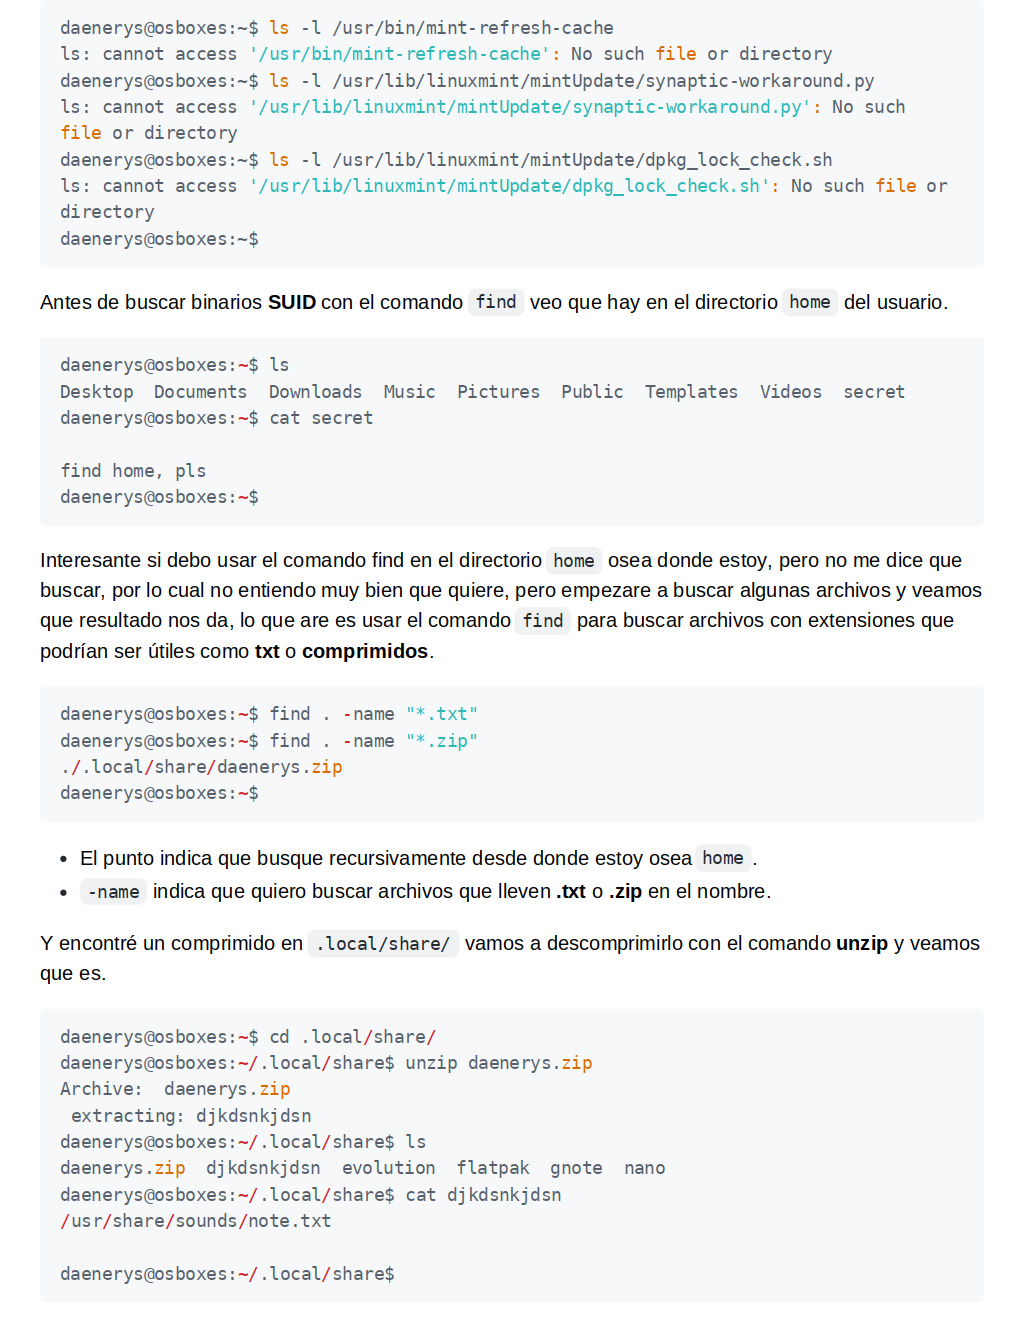 daenerys@osboxes:~$ ls -l /usr/bin/mint-refresh-cache
ls: cannot access '/usr/bin/mint-refresh-cache': No such file or directory
daenerys@osboxes:~$ ls -l /usr/lib/linuxmint/mintUpdate/synaptic-workaround.py
ls: cannot access '/usr/lib/linuxmint/mintUpdate/synaptic-workaround.py': No such
file or directory
daenerys@osboxes:~$ ls -l /usr/lib/linuxmint/mintUpdate/dpkg_lock_check.sh
ls: cannot access '/usr/lib/linuxmint/mintUpdate/dpkg_lock_check.sh': No such file or
directory
daenerys@osboxes:~$
Antes de buscar binarios SUID con el comando find veo que hay en el directorio home del usuario.
daenerys@osboxes:~$ ls
Desktop  Documents  Downloads  Music  Pictures  Public  Templates  Videos  secret
daenerys@osboxes:~$ cat secret
find home, pls
daenerys@osboxes:~$
Interesante si debo usar el comando find en el directorio home osea donde estoy, pero no me dice que
buscar, por lo cual no entiendo muy bien que quiere, pero empezare a buscar algunas archivos y veamos
que resultado nos da, lo que are es usar el comando find para buscar archivos con extensiones que
podrían ser útiles como txt o comprimidos.
daenerys@osboxes:~$ find . -name "*.txt"
daenerys@osboxes:~$ find . -name "*.zip"
./.local/share/daenerys.zip
daenerys@osboxes:~$
• El punto indica que busque recursivamente desde donde estoy osea home.
• -name indica que quiero buscar archivos que lleven .txt o .zip en el nombre.
Y encontré un comprimido en .local/share/ vamos a descomprimirlo con el comando unzip y veamos
que es.
daenerys@osboxes:~$ cd .local/share/
daenerys@osboxes:~/.local/share$ unzip daenerys.zip
Archive:  daenerys.zip
 extracting: djkdsnkjdsn
daenerys@osboxes:~/.local/share$ ls
daenerys.zip  djkdsnkjdsn  evolution  flatpak  gnote  nano
daenerys@osboxes:~/.local/share$ cat djkdsnkjdsn
/usr/share/sounds/note.txt
daenerys@osboxes:~/.local/share$